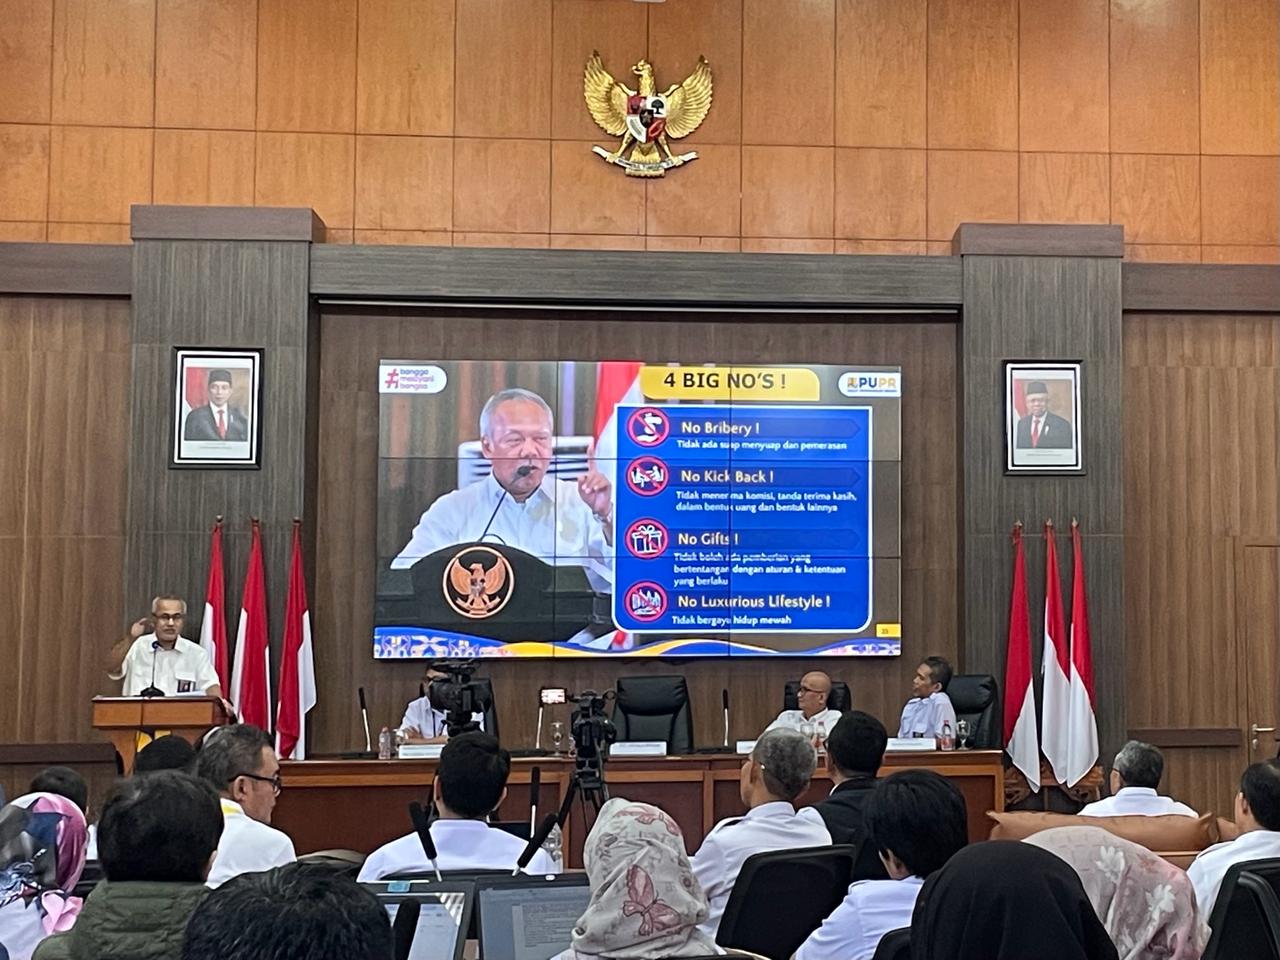 #bangga
melayani
bangsa
4 BIG NO'S !
PUPR
No Bribery !
Tidak ada suap menyuap dan pemerasan
No Kick Back !
Tidak menerima komisi, tanda terima kasih,
dalam bentuk uang dan bentuk lainnya
No Gifts !
Tidak boleh ada pemberian yang
bertentangan dengan aturan & ketentuan
yang berlaku
No Luxurious Lifestyle !
Tidak bergaya hidup mewah
23